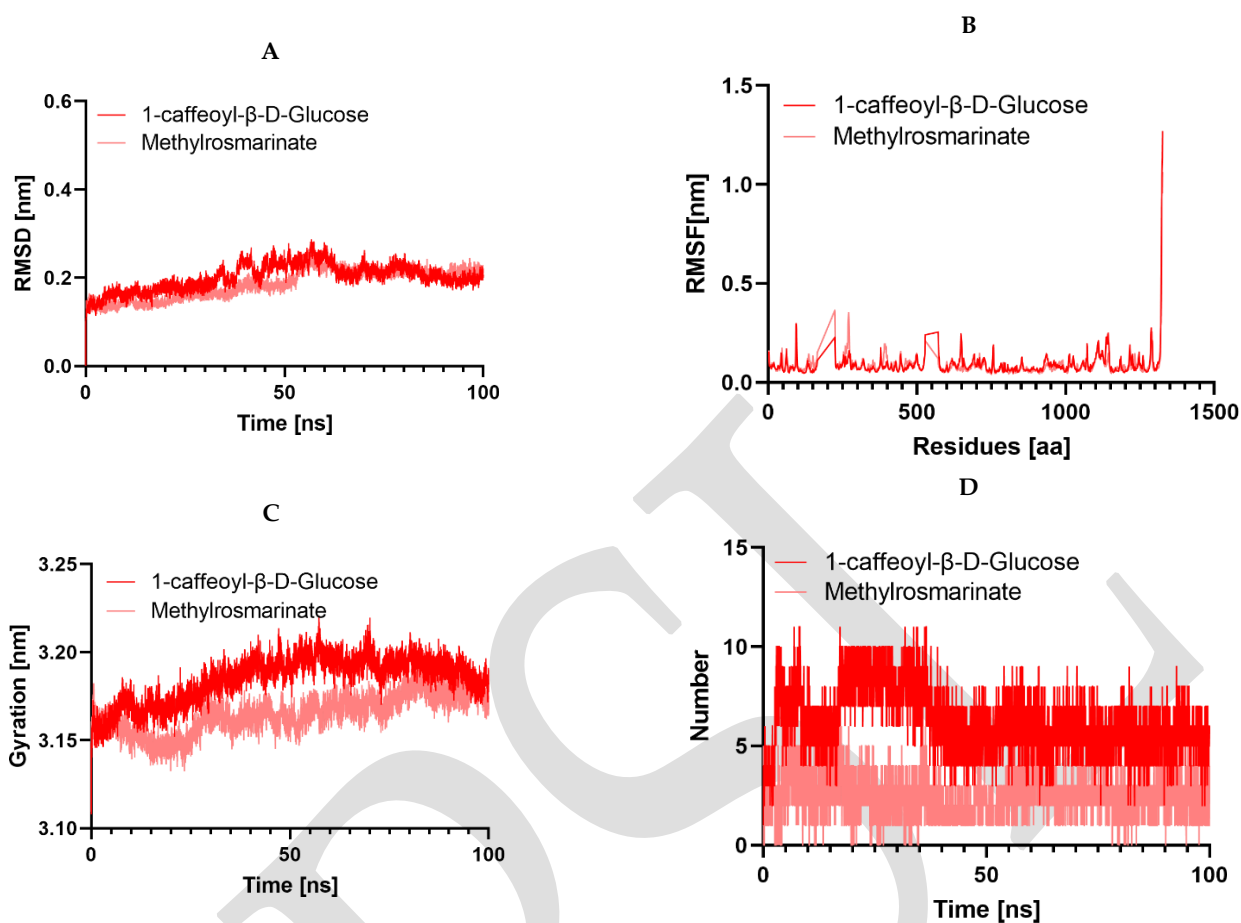 A
0.6
1-caffeoyl-β-D-Glucose
Methylrosmarinate
0.4
RMSD [nm]
0.2
0.0
0
50
100
Time [ns]
B
1.5
1-caffeoyl-β-D-Glucose
Methylrosmarinate
1.0
RMSF[nm]
0.5
0.0
0
500
1000
1500
Residues [aa]
C
3.25
1-caffeoyl-β-D-Glucose
Methylrosmarinate
3.20
Gyration [nm]
3.15
3.10
0
50
100
Time [ns]
D
15
1-caffeoyl-β-D-Glucose
Methylrosmarinate
10
Number
5
0
0
50
100
Time [ns]